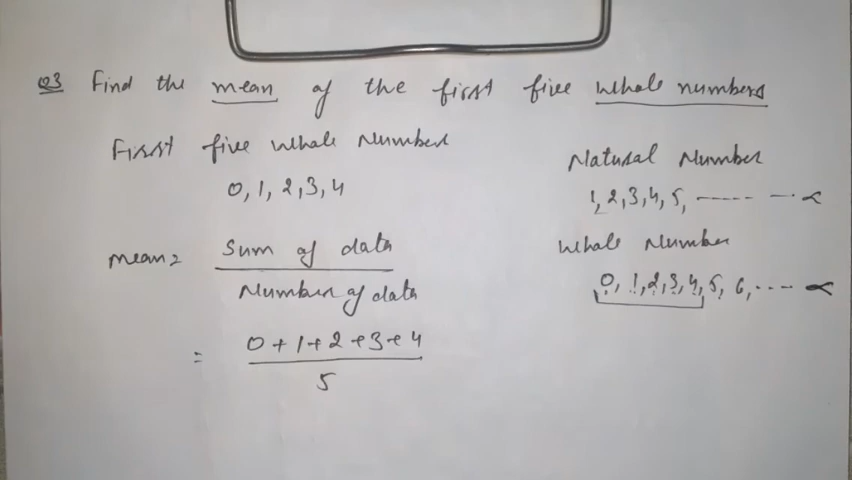 Q3 Find the mean of the first five whole numbers
First five whole Number
0, 1, 2, 3, 4
mean = Sum of data
Number of data
= 0 + 1 + 2 + 3 + 4
5
Natural Number
1, 2, 3, 4, 5, ------ --- ∝
Whole Number
0, 1, 2, 3, 4, 5, 6, ---- ∝